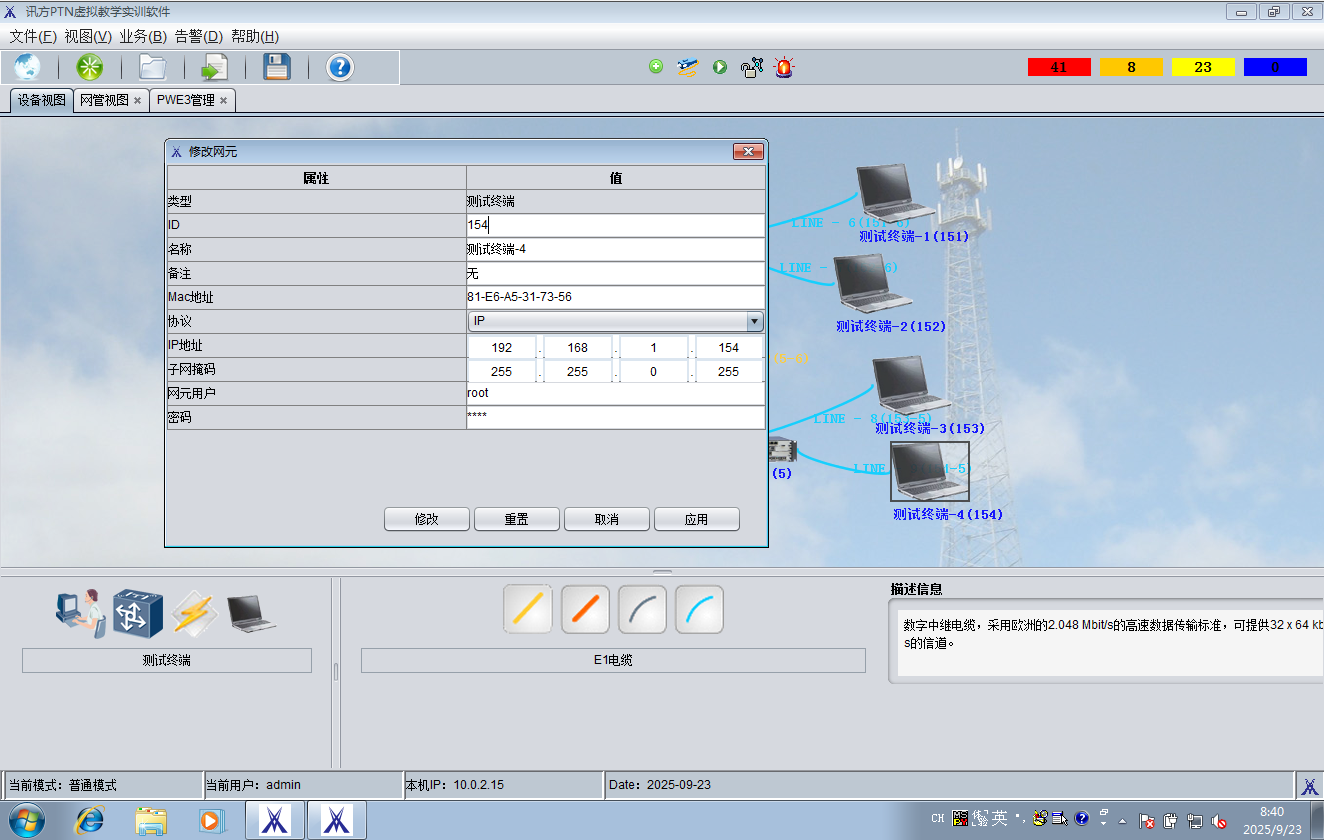 讯方PTN虚拟教学实训软件
文件(F) 视图(V) 业务(B) 告警(D) 帮助(H)
41 8 23 0
设备视图 网管视图 PWE3管理
修改网元
属性 值
类型 测试终端
ID 154
名称 测试终端-4
备注 无
Mac地址 81-E6-A5-31-73-56
协议 IP
IP地址 192 . 168 . 1 . 154
子网掩码 255 . 255 . 0 . 255
网元用户 root
密码 ****
修改 重置 取消 应用
LINE - 6(151-6)
测试终端-1(151)
LINE - 6)
测试终端-2(152)
(6-6)
LINE - 8(153-5)
测试终端-3(153)
(5)
LINE -5)
测试终端-4(154)
测试终端
E1电缆
描述信息
数字中继电缆，采用欧洲的2.048 Mbit/s的高速数据传输标准，可提供32 x 64 kb
s的信道。
当前模式：普通模式 当前用户：admin 本机IP：10.0.2.15 Date：2025-09-23
CH 英
8:40
2025/9/23